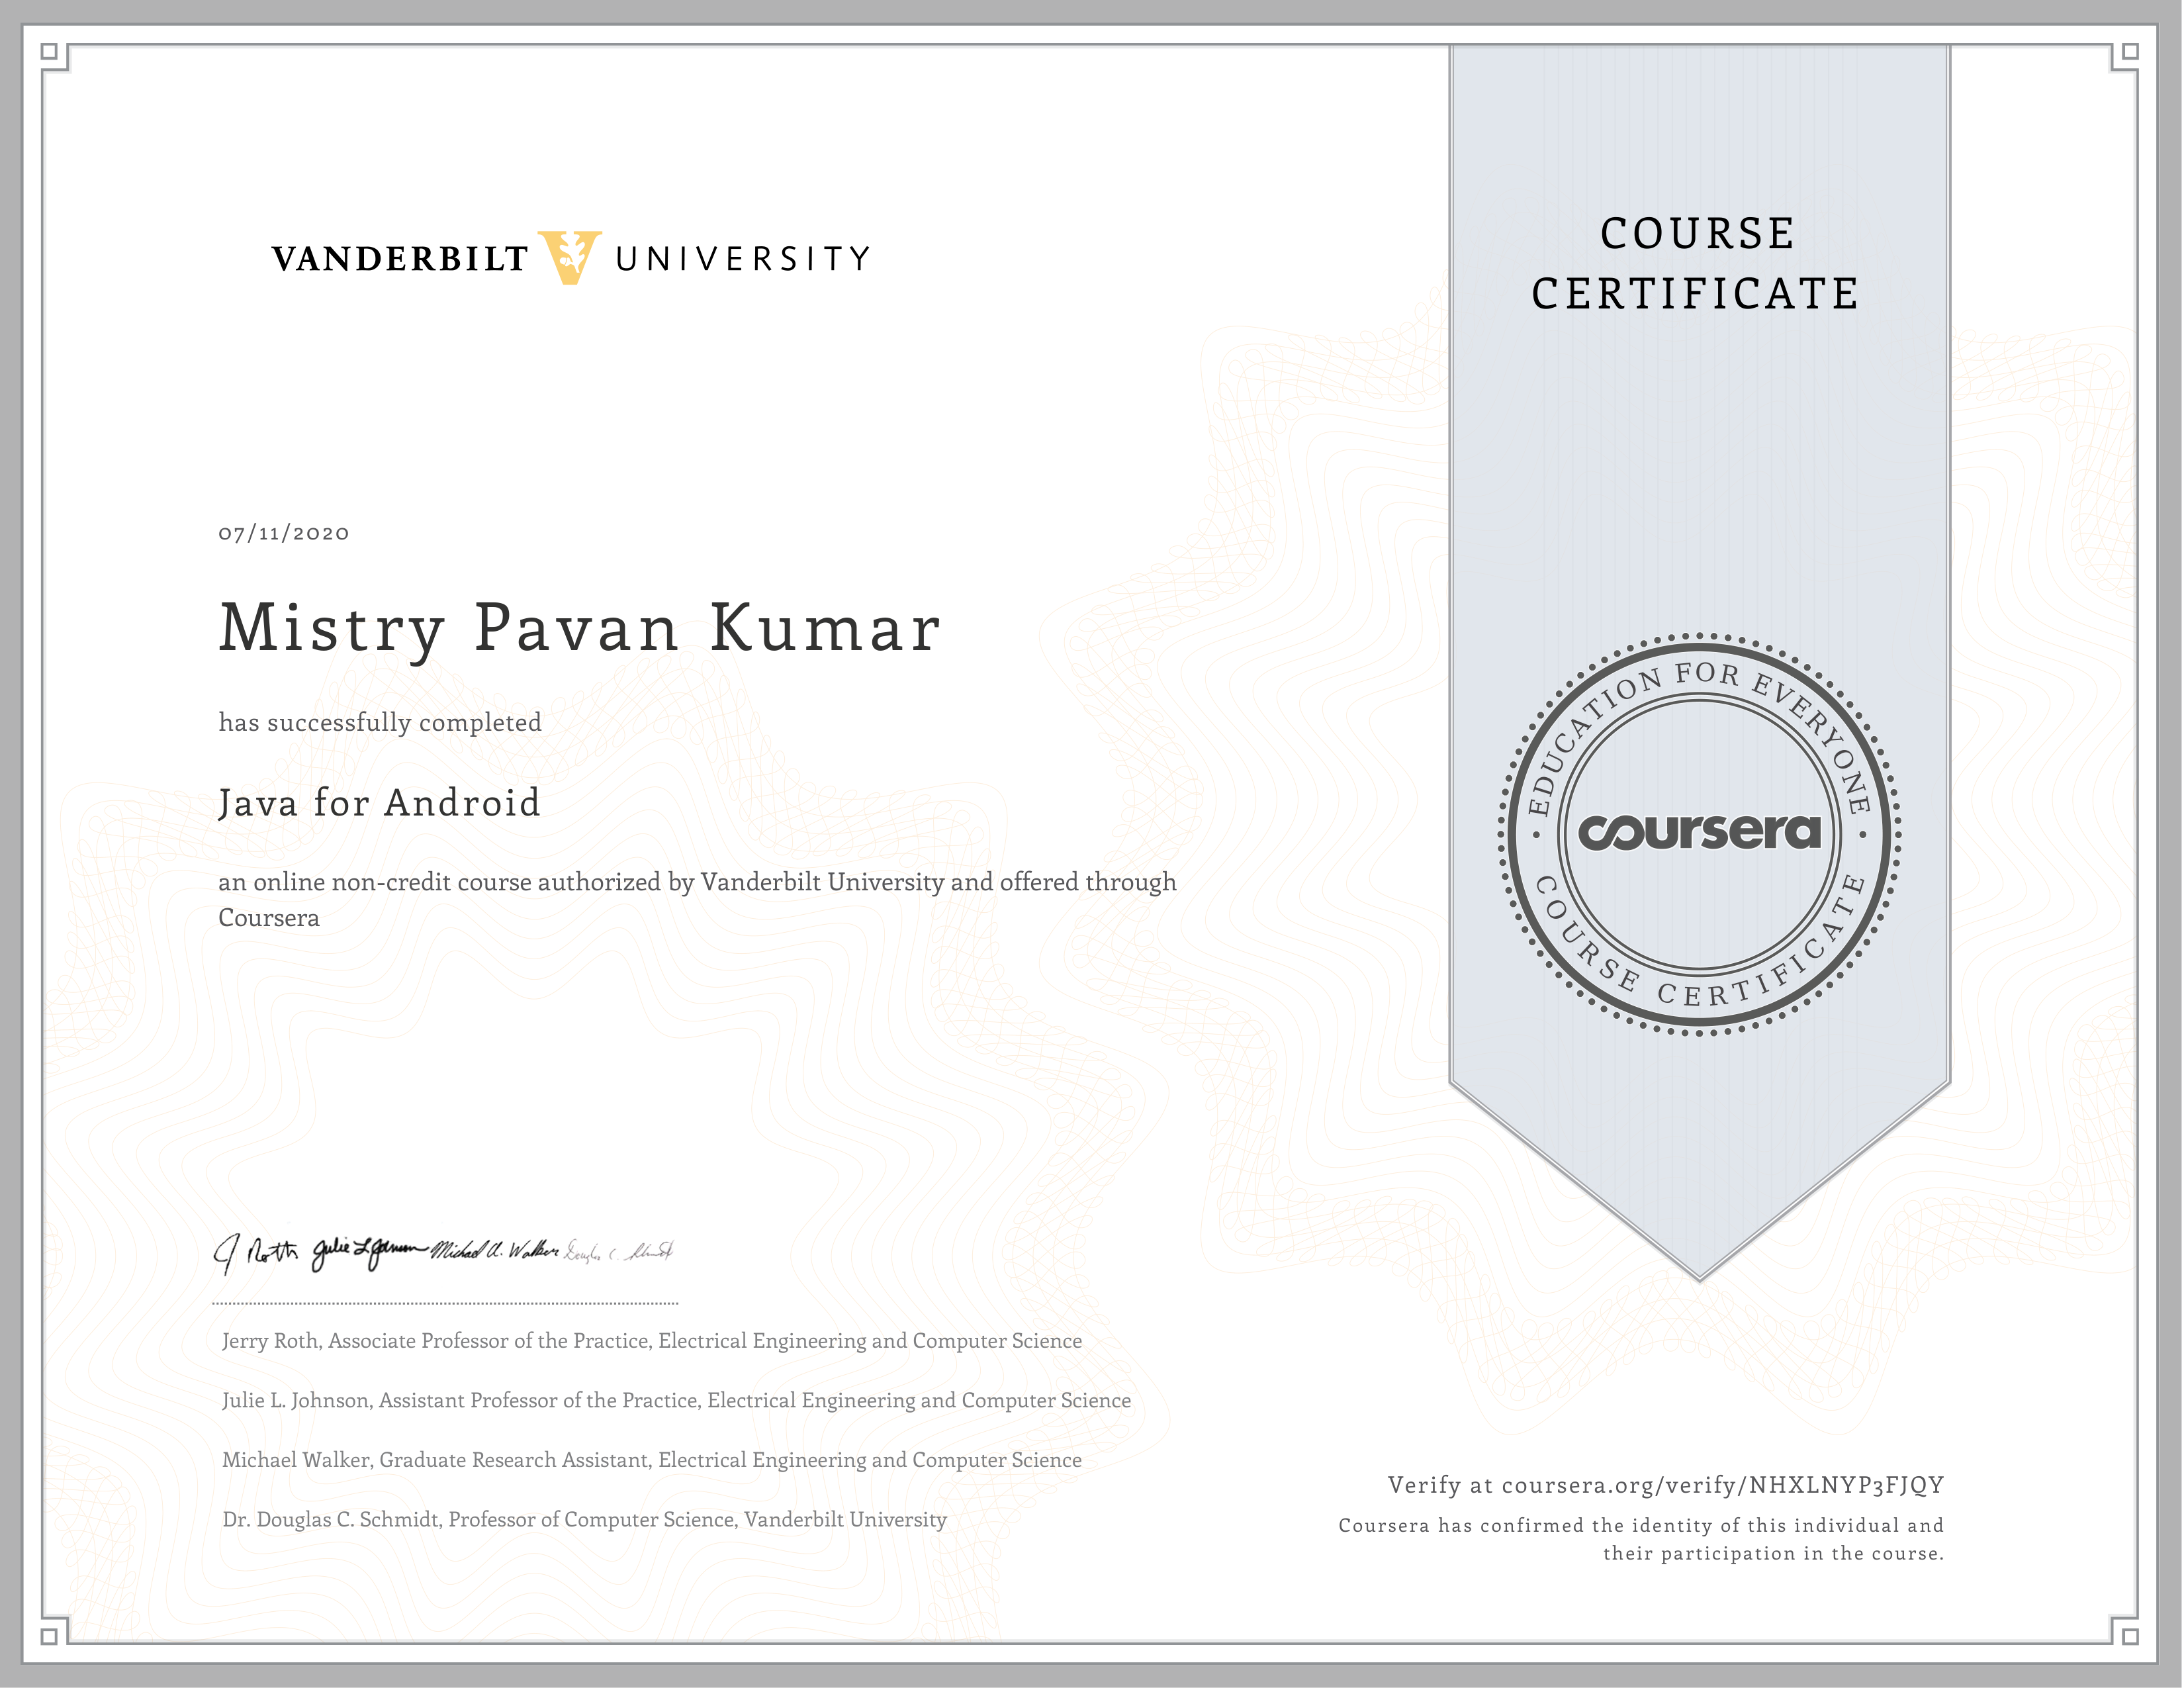 VANDERBILT UNIVERSITY
COURSE
CERTIFICATE
07/11/2020
Mistry Pavan Kumar
has successfully completed
Java for Android
an online non-credit course authorized by Vanderbilt University and offered through
Coursera
EDUCATION FOR EVERYONE
coursera
COURSE CERTIFICATE
J Roth Julie L Johnson Michael A. Walker Douglas C. Schmidt
Jerry Roth, Associate Professor of the Practice, Electrical Engineering and Computer Science
Julie L. Johnson, Assistant Professor of the Practice, Electrical Engineering and Computer Science
Michael Walker, Graduate Research Assistant, Electrical Engineering and Computer Science
Dr. Douglas C. Schmidt, Professor of Computer Science, Vanderbilt University
Verify at coursera.org/verify/NHXLNYP3FJQY
Coursera has confirmed the identity of this individual and
their participation in the course.